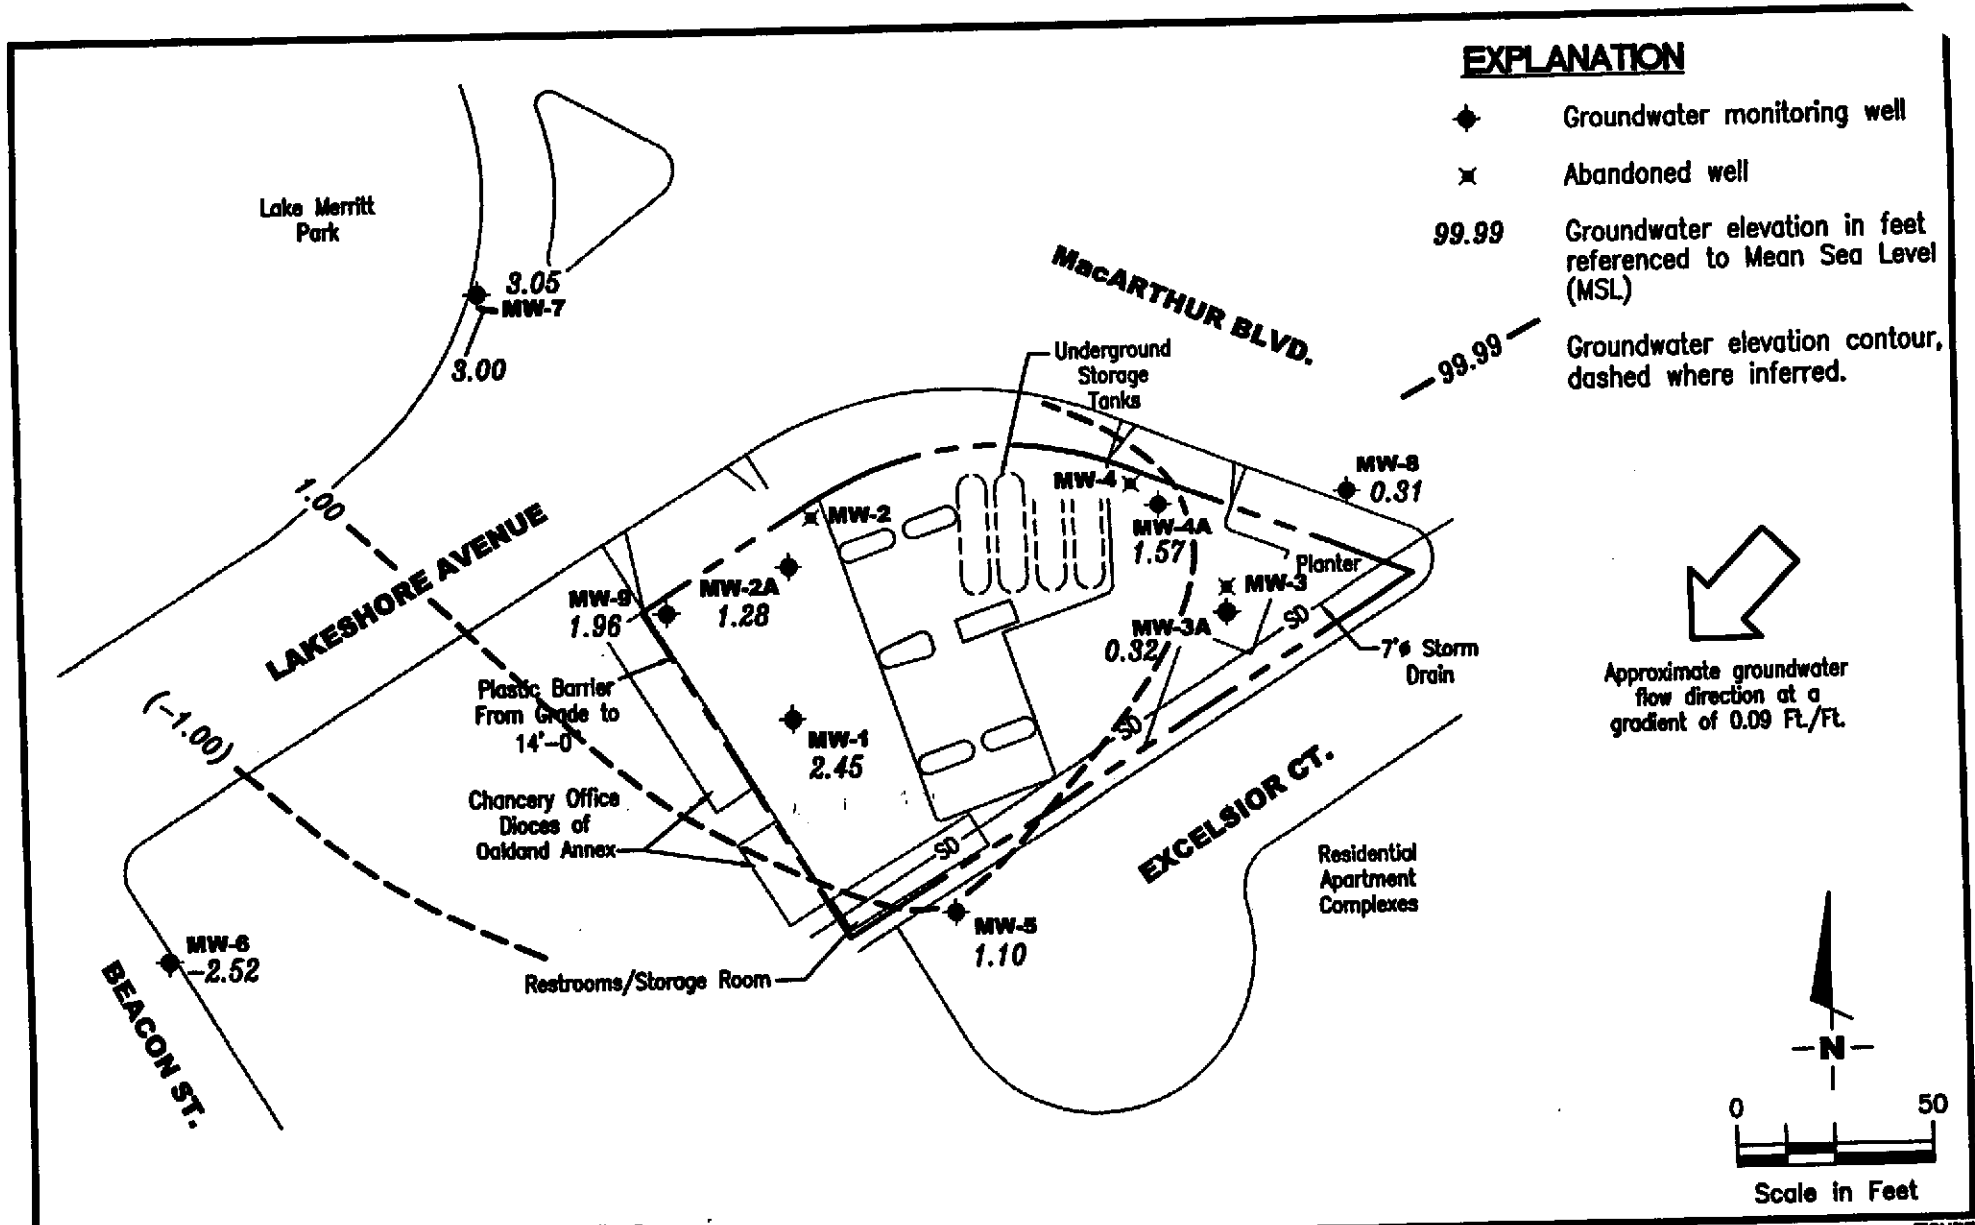 EXPLANATION
Groundwater monitoring well
Abandoned well
99.99
Groundwater elevation in feet
referenced to Mean Sea Level
(MSL)
99.99
Groundwater elevation contour,
dashed where inferred.
Lake Merritt
Park
3.05
MW-7
3.00
MacARTHUR BLVD.
Underground
Storage
Tanks
MW-8
0.31
MW-4
MW-4A
1.57
MW-2
1.00
LAKESHORE AVENUE
MW-2A
1.28
MW-9
1.96
Planter
MW-3
MW-3A
0.32
SD
7'ø Storm
Drain
Approximate groundwater
flow direction at a
gradient of 0.09 Ft./Ft.
Plastic Barrier
From Grade to
14'-0"
(-1.00)
MW-1
2.45
SD
EXCELSIOR CT.
Chancery Office
Dioces of
Oakland Annex
SD
Residential
Apartment
Complexes
MW-5
1.10
MW-6
-2.52
BEACON ST.
Restrooms/Storage Room
N
0 50
Scale in Feet